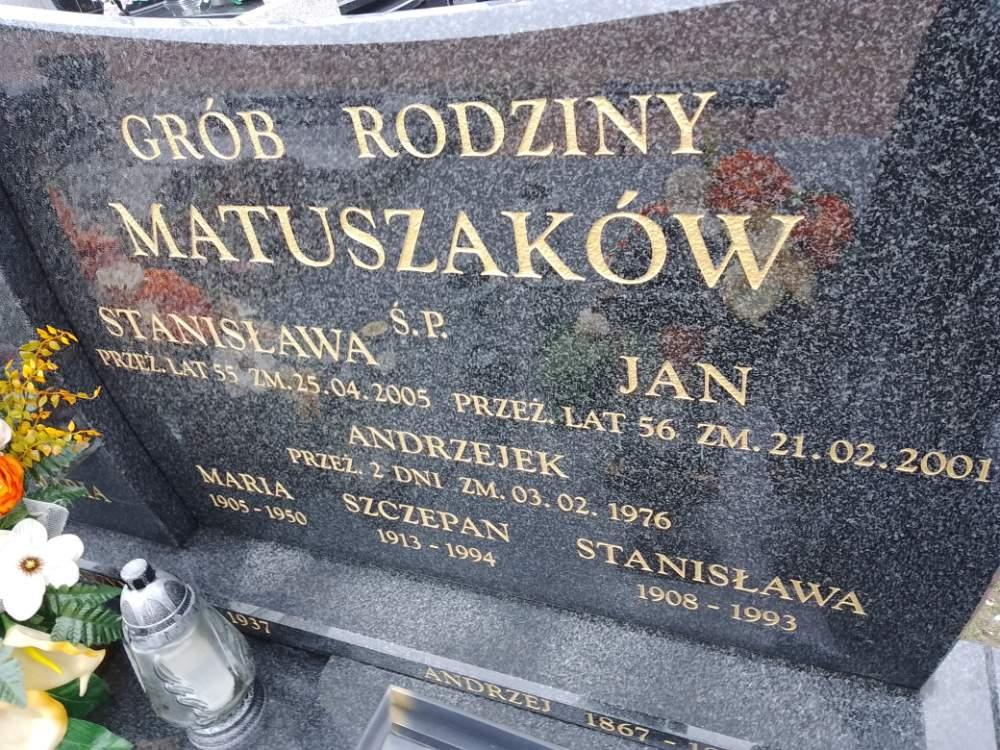 GRÓB RODZINY
MATUSZAKÓW
Ś.P.
STANISŁAWA
PRZEŻ. LAT 55 ZM. 25.04.2005
JAN
PRZEŻ. LAT 56 ZM. 21.02.2001
ANDRZEJEK
PRZEŻ. 2 DNI ZM. 03.02.1976
MARIA
1905 - 1950
SZCZEPAN
1913 - 1994
STANISŁAWA
1908 - 1993
1937
ANDRZEJ 1867 -